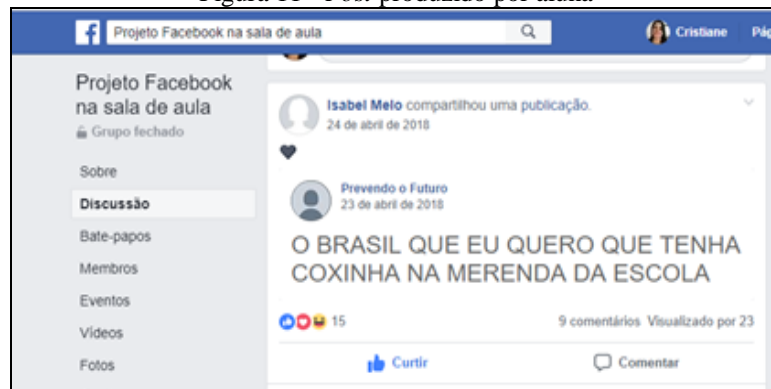 Projeto Facebook na sala de aula
Cristiane
Projeto Facebook
na sala de aula
Grupo fechado
Sobre
Discussão
Bate-papos
Membros
Eventos
Vídeos
Fotos
Isabel Melo compartilhou uma publicação.
24 de abril de 2018
Prevendo o Futuro
23 de abril de 2018
O BRASIL QUE EU QUERO QUE TENHA
COXINHA NA MERENDA DA ESCOLA
15
9 comentários Visualizado por 23
Curtir
Comentar